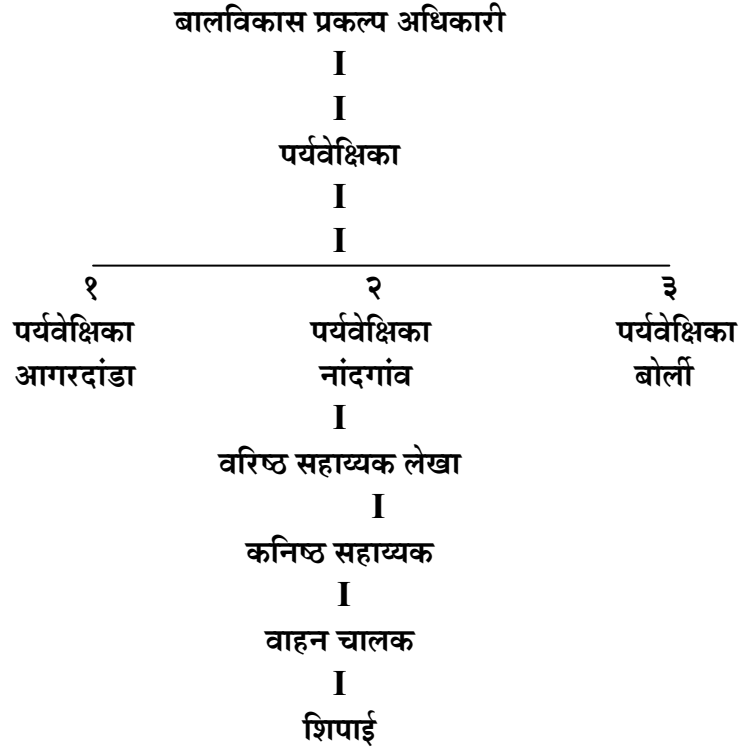 बालविकास प्रकल्प अधिकारी
I
I
पर्यवेक्षिका
I
I
१ २ ३
पर्यवेक्षिका पर्यवेक्षिका पर्यवेक्षिका
आगरदांडा नांदगांव बोर्ली
I
वरिष्ठ सहाय्यक लेखा
I
कनिष्ठ सहाय्यक
I
वाहन चालक
I
शिपाई